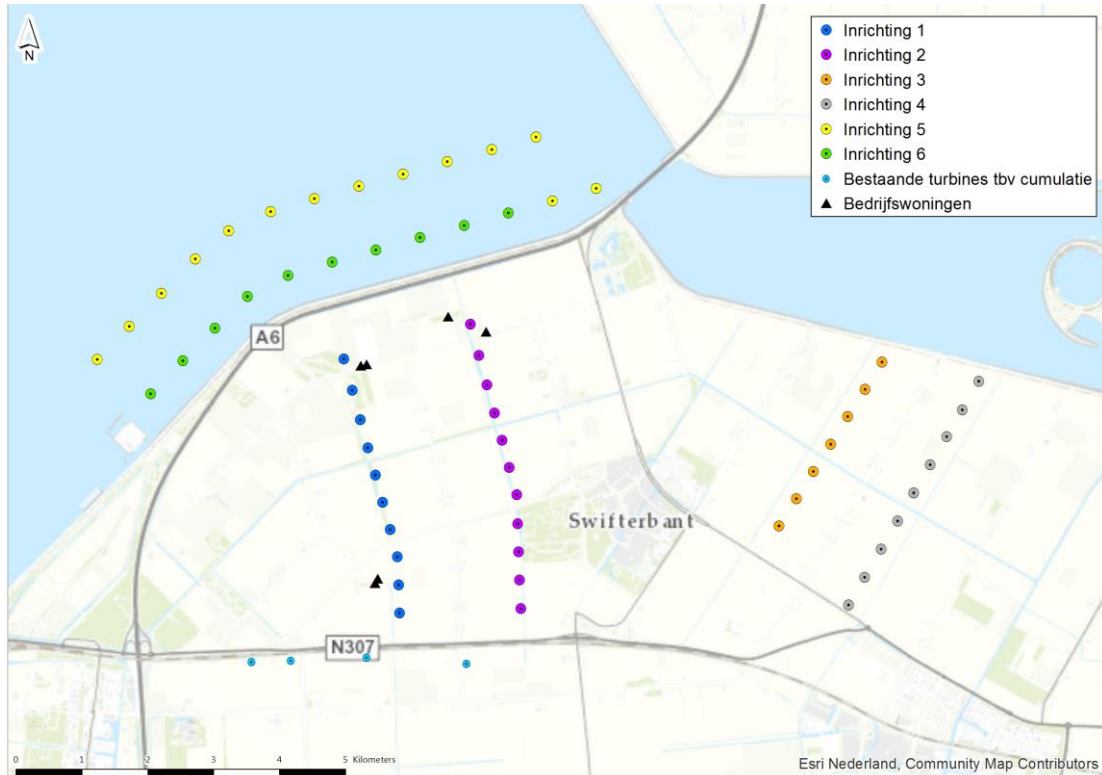 N
Inrichting 1
Inrichting 2
Inrichting 3
Inrichting 4
Inrichting 5
Inrichting 6
Bestaande turbines tbv cumulatie
Bedrijfswoningen
A6
Swifterbant
N307
0 1 2 3 4 5 Kilometers
Esri Nederland, Community Map Contributors